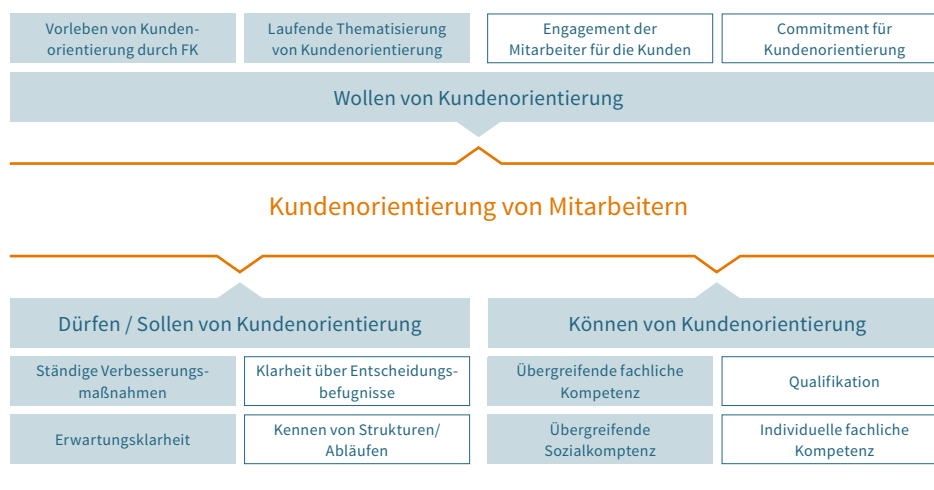 Vorleben von Kunden-
orientierung durch FK
Laufende Thematisierung
von Kundenorientierung
Engagement der
Mitarbeiter für die Kunden
Commitment für
Kundenorientierung
Wollen von Kundenorientierung
Kundenorientierung von Mitarbeitern
Dürfen / Sollen von Kundenorientierung
Können von Kundenorientierung
Ständige Verbesserungs-
maßnahmen
Klarheit über Entscheidungs-
befugnisse
Übergreifende fachliche
Kompetenz
Qualifikation
Erwartungsklarheit
Kennen von Strukturen/
Abläufen
Übergreifende
Sozialkomptenz
Individuelle fachliche
Kompetenz